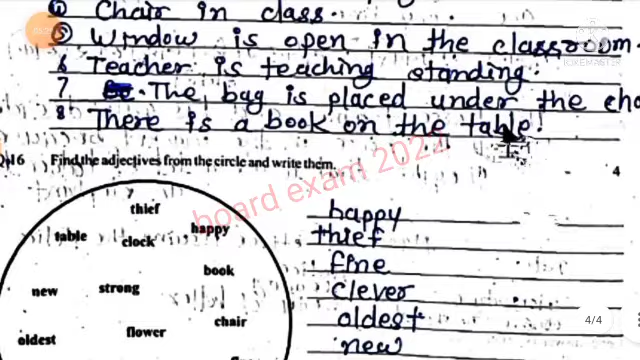 ④ Chair in class.
⑤ Window is open in the classroom.
6 Teacher is teaching standing.
7 The bag is placed under the cha
8 There is a book on the table!
Q.16 Find the adjectives from the circle and write them. 4
board exam 2024
thief
table
clock
happy
book
new
strong
oldest
flower
chair
happy
thief
fine
clever
oldest
new
4/4